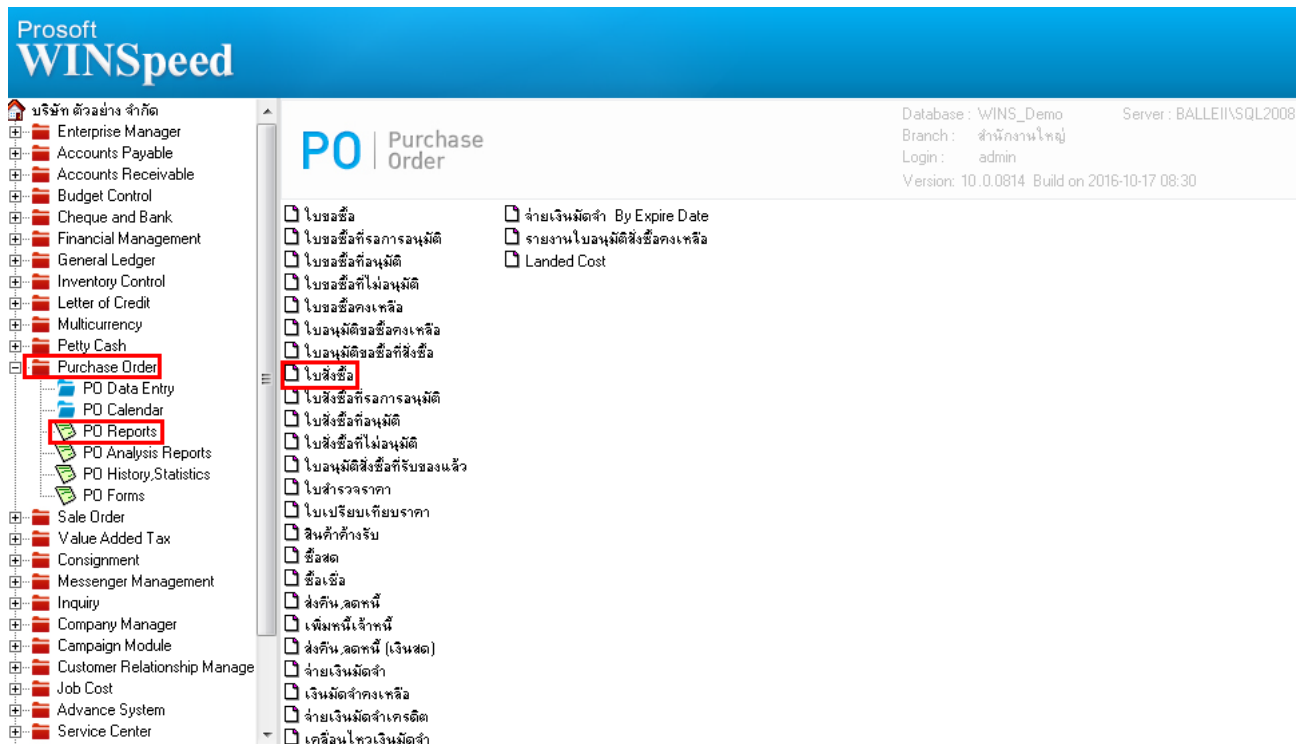 Prosoft
WINSpeed
บริษัท ตัวอย่าง จำกัด
Enterprise Manager
Accounts Payable
Accounts Receivable
Budget Control
Cheque and Bank
Financial Management
General Ledger
Inventory Control
Letter of Credit
Multicurrency
Petty Cash
Purchase Order
PO Data Entry
PO Calendar
PO Reports
PO Analysis Reports
PO History,Statistics
PO Forms
Sale Order
Value Added Tax
Consignment
Messenger Management
Inquiry
Company Manager
Campaign Module
Customer Relationship Manage
Job Cost
Advance System
Service Center
PO Purchase Order
Database : WINS_Demo Server : BALLEII\SQL2008
Branch : สำนักงานใหญ่
Login : admin
Version: 10.0.0814 Build on 2016-10-17 08:30
ใบขอซื้อ
ใบขอซื้อที่รอการอนุมัติ
ใบขอซื้อที่อนุมัติ
ใบขอซื้อที่ไม่อนุมัติ
ใบขอซื้อคงเหลือ
ใบอนุมัติขอซื้อคงเหลือ
ใบอนุมัติขอซื้อที่สั่งซื้อ
ใบสั่งซื้อ
ใบสั่งซื้อที่รอการอนุมัติ
ใบสั่งซื้อที่อนุมัติ
ใบสั่งซื้อที่ไม่อนุมัติ
ใบอนุมัติสั่งซื้อที่รับของแล้ว
ใบสำรวจราคา
ใบเปรียบเทียบราคา
สินค้าค้างรับ
ซื้อสด
ซื้อเชื่อ
ส่งคืน,ลดหนี้
เพิ่มหนี้เจ้าหนี้
ส่งคืน,ลดหนี้ (เงินสด)
จ่ายเงินมัดจำ
เงินมัดจำคงเหลือ
จ่ายเงินมัดจำเครดิต
เคลื่อนไหวเงินมัดจำ
จ่ายเงินมัดจำ By Expire Date
รายงานใบอนุมัติสั่งซื้อคงเหลือ
Landed Cost